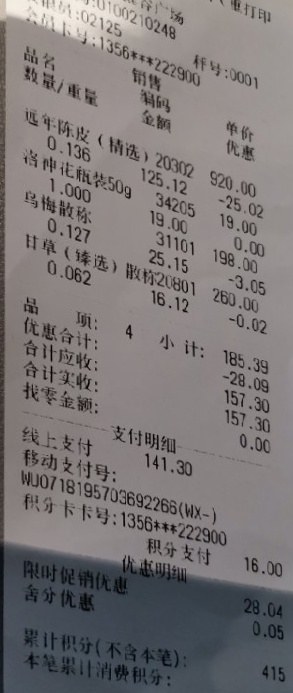 重打印
广场
:0100210248
:02125 秤号:0001
会员卡号:1356***222900
品名 销售
数量/重量 编码 单价
金额 优惠
远年陈皮(精选)20302 920.00
0.136 125.12 -25.02
洛神花瓶装50g 34205 19.00
1.000 19.00 0.00
乌梅散称 31101 198.00
0.127 25.15 -3.05
甘草(臻选)散称20801 260.00
0.062 16.12 -0.02
品 项: 4 小 计: 185.39
优惠合计: -28.09
合计应收: 157.30
合计实收: 157.30
找零金额: 0.00
支付明细
线上支付 141.30
移动支付号:
WU0718195703692266(WX-)
积分卡卡号:1356***222900
积分支付 16.00
优惠明细
限时促销优惠 28.04
舍分优惠 0.05
累计积分(不含本笔):
本笔累计消费积分: 415